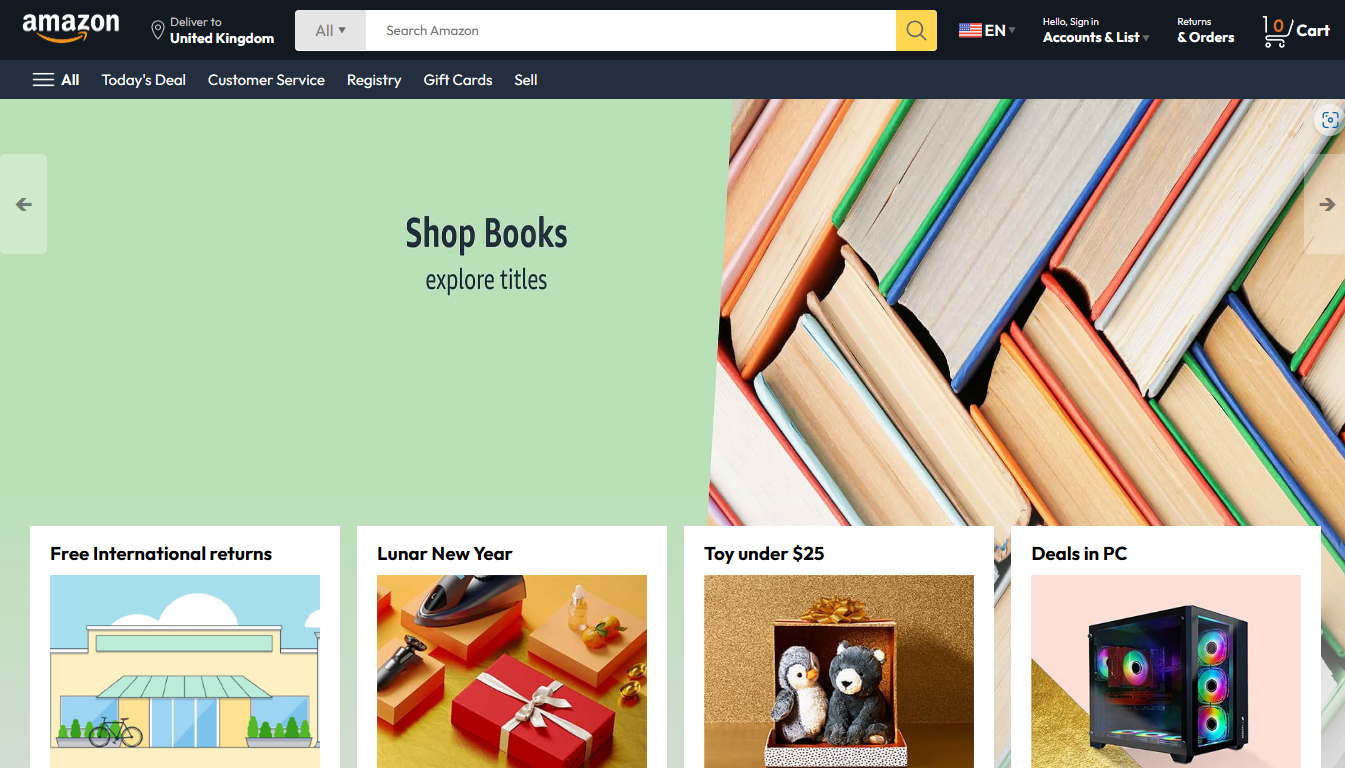 amazon
Deliver to
United Kingdom
All
Search Amazon
EN
Hello, Sign in
Accounts & List
Returns
& Orders
0
Cart
All
Today's Deal
Customer Service
Registry
Gift Cards
Sell
Shop Books
explore titles
Free International returns
Lunar New Year
Toy under $25
Deals in PC